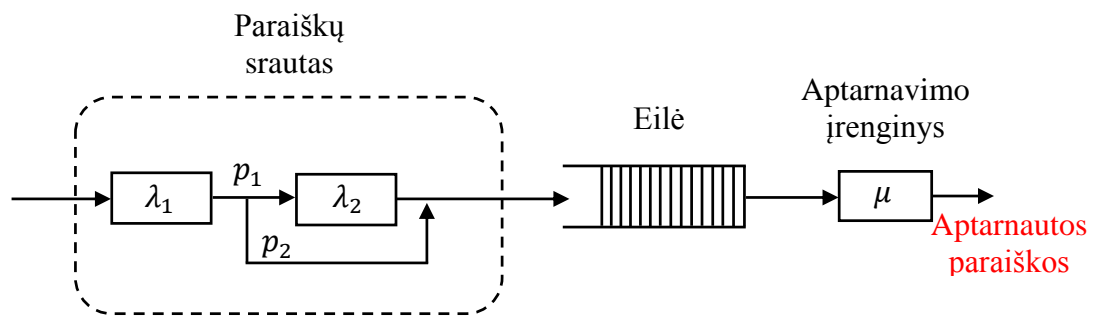 Paraiškų
srautas
Eilė
Aptarnavimo
įrenginys
λ₁
p₁
λ₂
p₂
μ
Aptarnautos
paraiškos